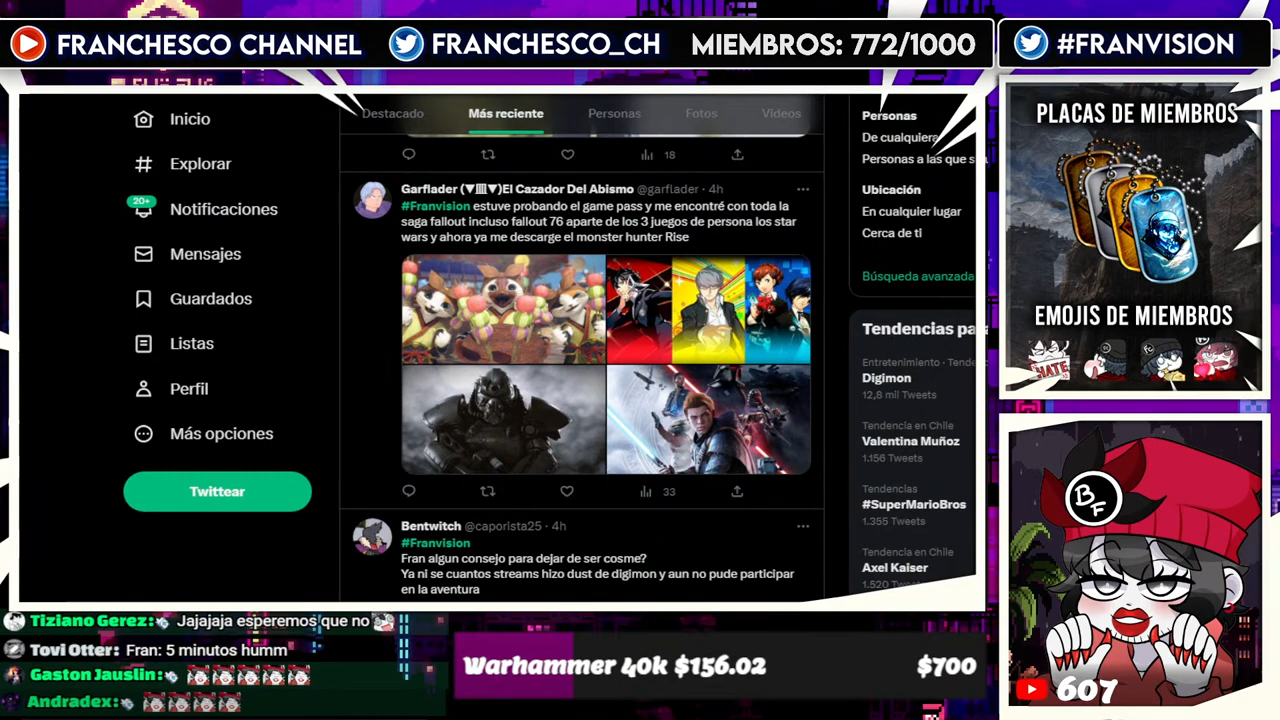 FRANCHESCO CHANNEL
FRANCHESCO_CH
MIEMBROS: 772/1000
#FRANVISION
Inicio
Explorar
20+
Notificaciones
Mensajes
Guardados
Listas
Perfil
Más opciones
Twittear
Destacado
Más reciente
Personas
Fotos
Videos
18
Garflader (▼皿▼)El Cazador Del Abismo @garflader · 4h
#Franvision estuve probando el game pass y me encontré con toda la
saga fallout incluso fallout 76 aparte de los 3 juegos de persona los star
wars y ahora ya me descarge el monster hunter Rise
33
Bentwitch @caporista25 · 4h
#Franvision
Fran algun consejo para dejar de ser cosme?
Ya ni se cuantos streams hizo dust de digimon y aun no pude participar
en la aventura
Personas
De cualquiera
Personas a las que s
Ubicación
En cualquier lugar
Cerca de ti
Búsqueda avanzada
Tendencias pa
Entretenimiento · Tende
Digimon
12,8 mil Tweets
Tendencia en Chile
Valentina Muñoz
1.156 Tweets
Tendencias
#SuperMarioBros
1.355 Tweets
Tendencia en Chile
Axel Kaiser
1.520 Tweets
PLACAS DE MIEMBROS
EMOJIS DE MIEMBROS
HATE
BF
607
Tiziano Gerez: Jajajaja esperemos que no
Tovi Otter: Fran: 5 minutos humm
Gaston Jauslin:
Andradex:
Warhammer 40k $156.02
$700